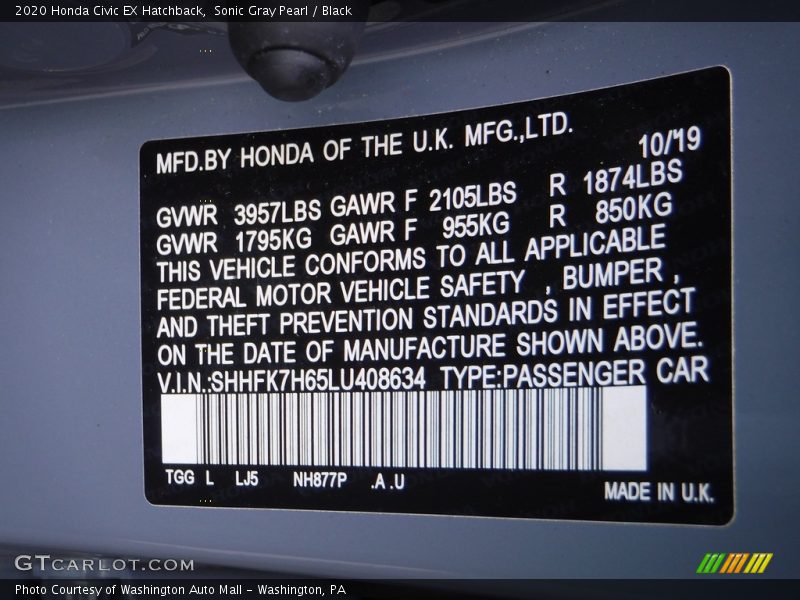 2020 Honda Civic EX Hatchback, Sonic Gray Pearl / Black
MFD.BY HONDA OF THE U.K. MFG.,LTD.
10/'19
GVWR 3957LBS GAWR F 2105LBS R 1874LBS
GVWR 1795KG GAWR F 955KG R 850KG
THIS VEHICLE CONFORMS TO ALL APPLICABLE
FEDERAL MOTOR VEHICLE SAFETY , BUMPER ,
AND THEFT PREVENTION STANDARDS IN EFFECT
ON THE DATE OF MANUFACTURE SHOWN ABOVE.
V.I.N.:SHHFK7H65LU408634 TYPE:PASSENGER CAR
TGG L LJ5 NH877P .A.U
MADE IN U.K.
GTCARLOT.COM
Photo Courtesy of Washington Auto Mall - Washington, PA